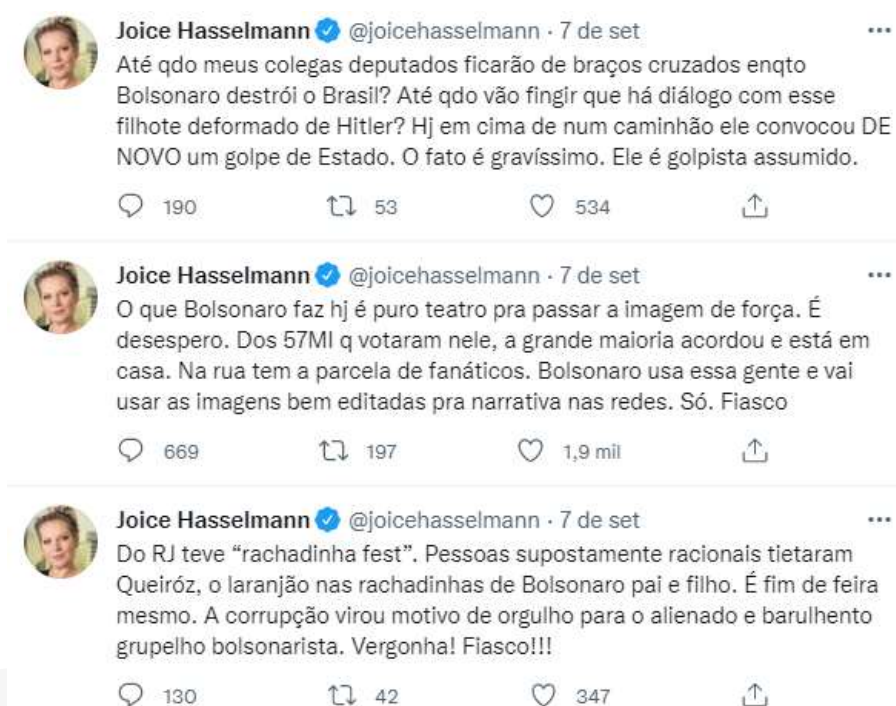 Joice Hasselmann @joicehasselmann · 7 de set
Até qdo meus colegas deputados ficarão de braços cruzados enqto
Bolsonaro destrói o Brasil? Até qdo vão fingir que há diálogo com esse
filhote deformado de Hitler? Hj em cima de num caminhão ele convocou DE
NOVO um golpe de Estado. O fato é gravíssimo. Ele é golpista assumido.
190 53 534
Joice Hasselmann @joicehasselmann · 7 de set
O que Bolsonaro faz hj é puro teatro pra passar a imagem de força. É
desespero. Dos 57MI q votaram nele, a grande maioria acordou e está em
casa. Na rua tem a parcela de fanáticos. Bolsonaro usa essa gente e vai
usar as imagens bem editadas pra narrativa nas redes. Só. Fiasco
669 197 1,9 mil
Joice Hasselmann @joicehasselmann · 7 de set
Do RJ teve “rachadinha fest”. Pessoas supostamente racionais tietaram
Queiróz, o laranjão nas rachadinhas de Bolsonaro pai e filho. É fim de feira
mesmo. A corrupção virou motivo de orgulho para o alienado e barulhento
grupelho bolsonarista. Vergonha! Fiasco!!!
130 42 347